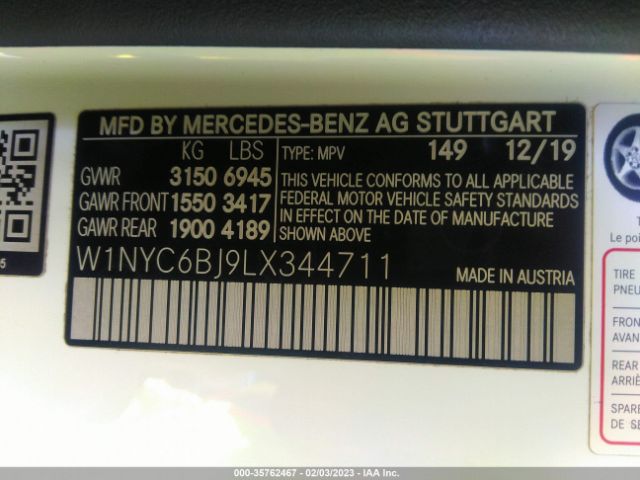 MFD BY MERCEDES-BENZ AG STUTTGART
KG LBS
GVWR 3150 6945
GAWR FRONT 1550 3417
GAWR REAR 1900 4189
TYPE: MPV 149 12/19
THIS VEHICLE CONFORMS TO ALL APPLICABLE
FEDERAL MOTOR VEHICLE SAFETY STANDARDS
IN EFFECT ON THE DATE OF MANUFACTURE
SHOWN ABOVE
W1NYC6BJ9LX344711
MADE IN AUSTRIA
5
Le poi
TIRE
PNEU
FRON
AVAN
REAR
ARRIÈ
SPARE
DE SE
000-35762467 - 02/03/2023 - IAA Inc.